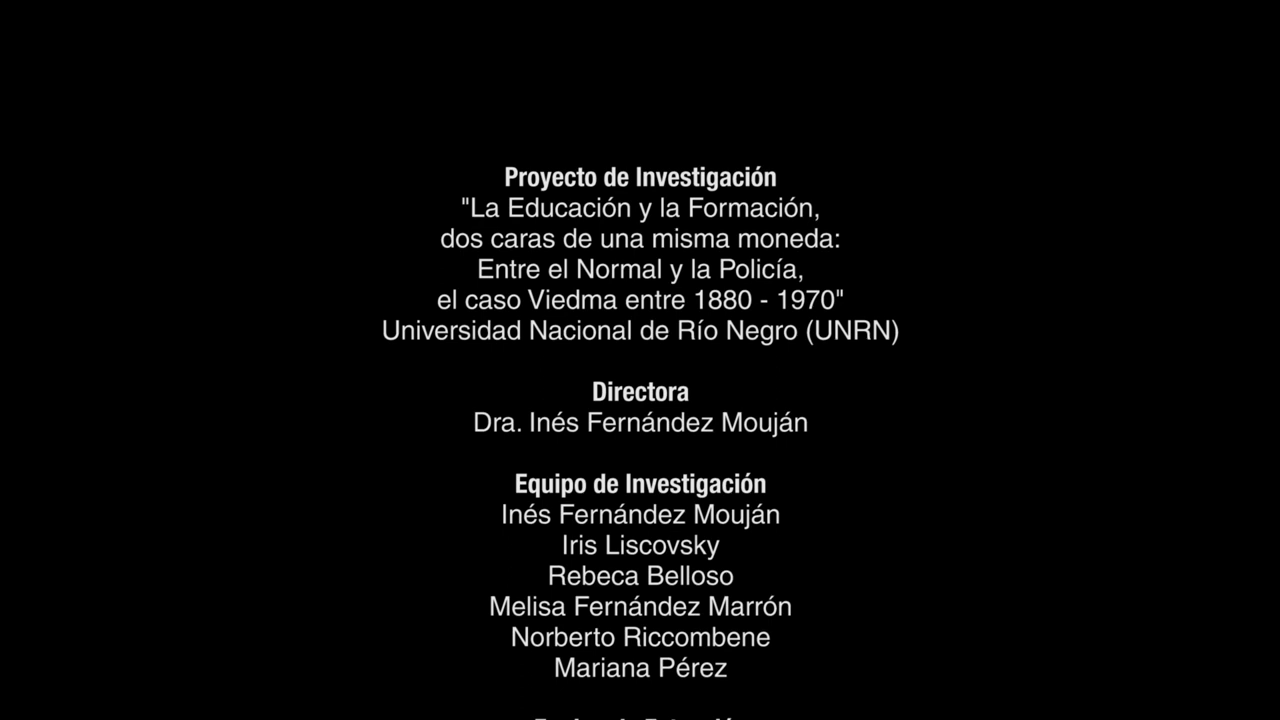 Proyecto de Investigación
"La Educación y la Formación,
dos caras de una misma moneda:
Entre el Normal y la Policía,
el caso Viedma entre 1880 - 1970"
Universidad Nacional de Río Negro (UNRN)
Directora
Dra. Inés Fernández Mouján
Equipo de Investigación
Inés Fernández Mouján
Iris Liscovsky
Rebeca Belloso
Melisa Fernández Marrón
Norberto Riccombene
Mariana Pérez